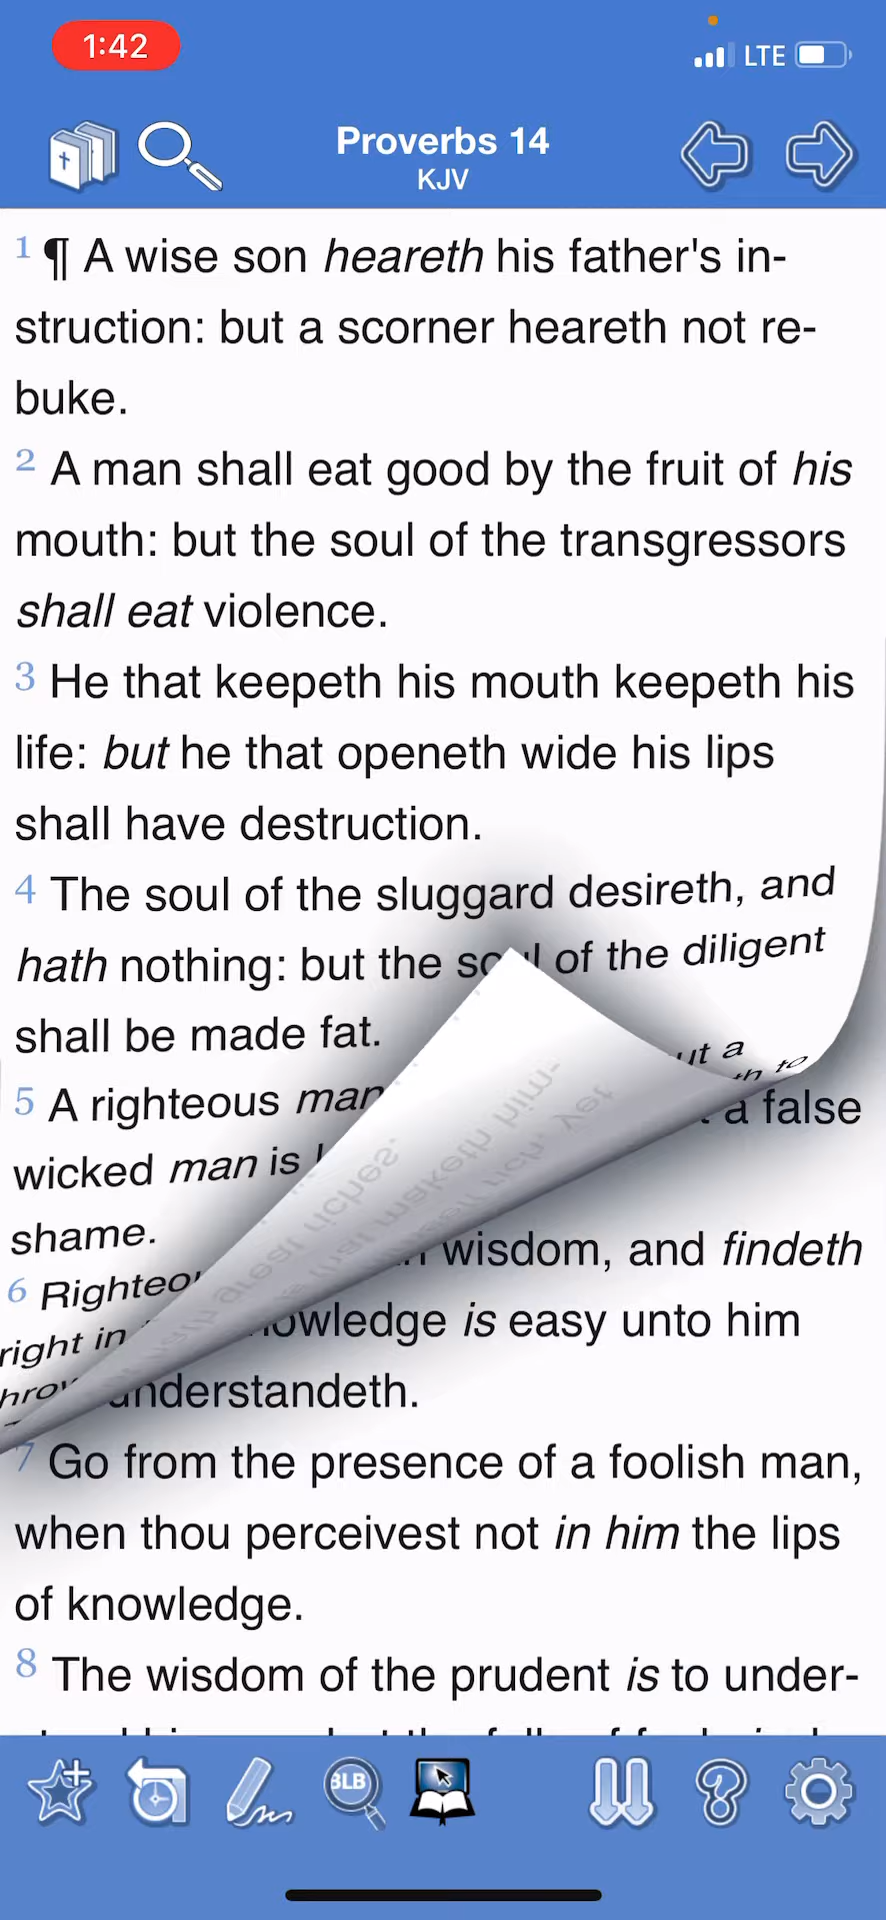 1:42
LTE
Proverbs 14
KJV
1 ¶ A wise son heareth his father's in-
struction: but a scorner heareth not re-
buke.
2 A man shall eat good by the fruit of his
mouth: but the soul of the transgressors
shall eat violence.
3 He that keepeth his mouth keepeth his
life: but he that openeth wide his lips
shall have destruction.
4 The soul of the sluggard desireth, and
hath nothing: but the soul of the diligent
shall be made fat.
5 A righteous man a false
wicked man is
shame.
wisdom, and findeth
6
right in is easy unto him
7 Go from the presence of a foolish man,
when thou perceivest not in him the lips
of knowledge.
8 The wisdom of the prudent is to under-
BLB